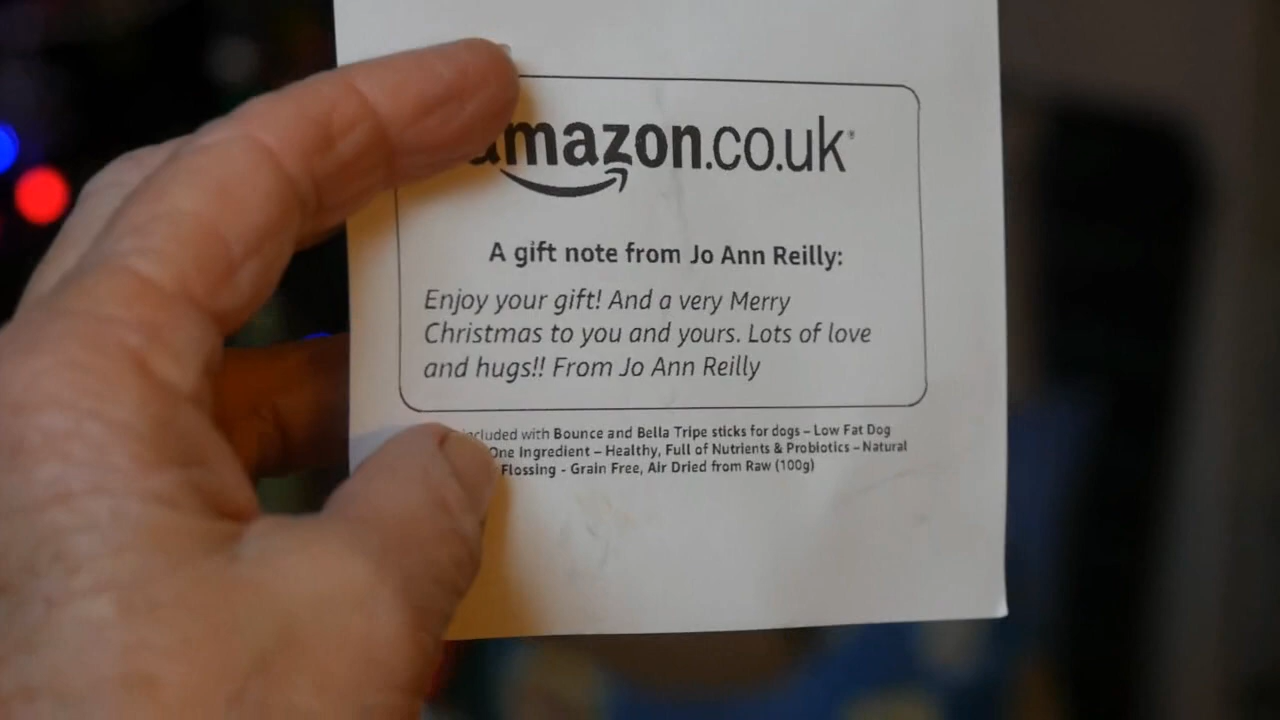 amazon.co.uk
A gift note from Jo Ann Reilly:
Enjoy your gift! And a very Merry
Christmas to you and yours. Lots of love
and hugs!! From Jo Ann Reilly
included with Bounce and Bella Tripe sticks for dogs – Low Fat Dog
One Ingredient – Healthy, Full of Nutrients & Probiotics – Natural
Flossing - Grain Free, Air Dried from Raw (100g)